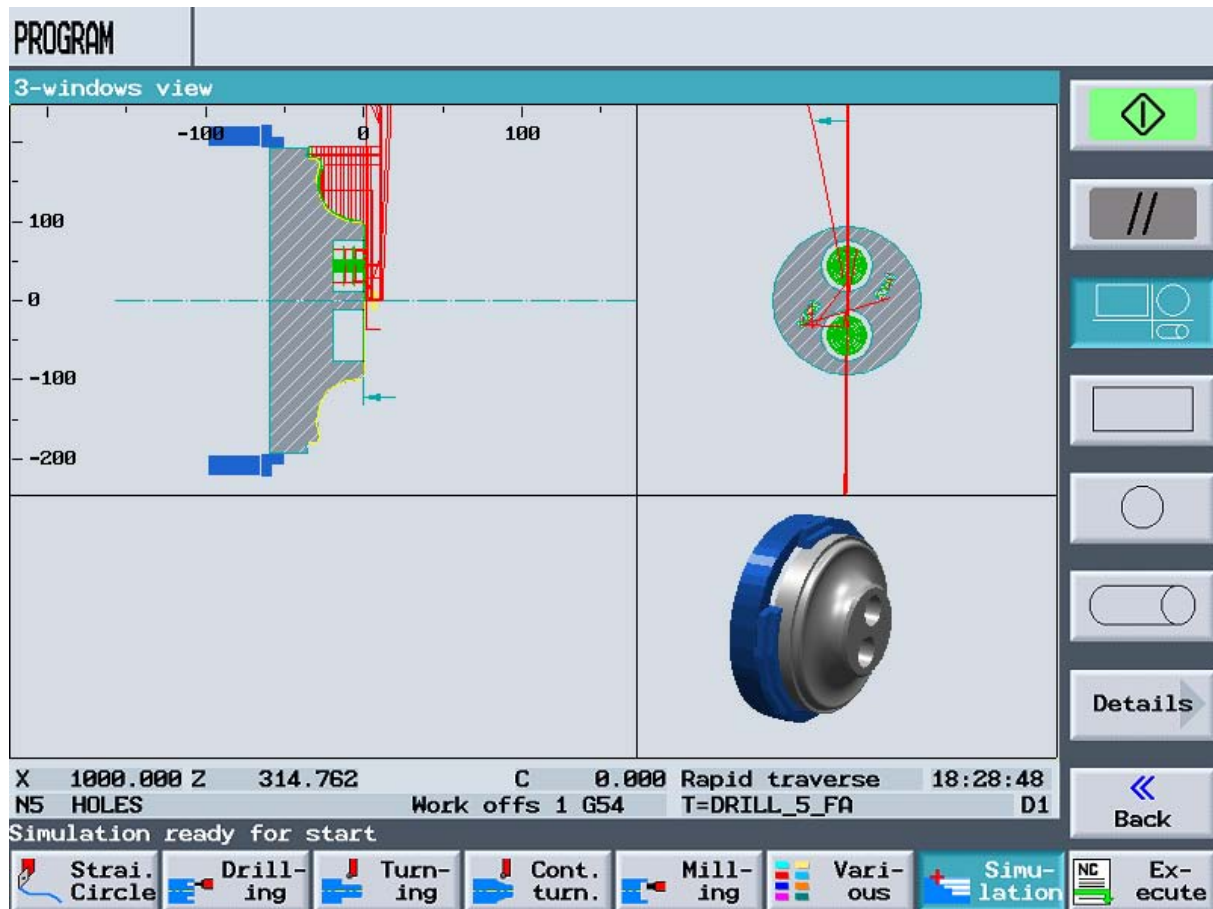 PROGRAM
3-windows view
-100 0 100
100
0
-100
-200
Details
X 1000.000 Z 314.762 C 0.000 Rapid traverse 18:28:48
N5 HOLES Work offs 1 G54 T=DRILL_5_FA D1
Back
Simulation ready for start
Strai.
Circle
Drill-
ing
Turn-
ing
Cont.
turn.
Mill-
ing
Vari-
ous
Simu-
lation
NC
Ex-
ecute